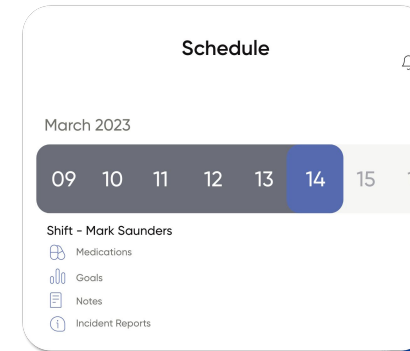 Schedule
March 2023
09 10 11 12 13 14 15
Shift - Mark Saunders
Medications
Goals
Notes
Incident Reports